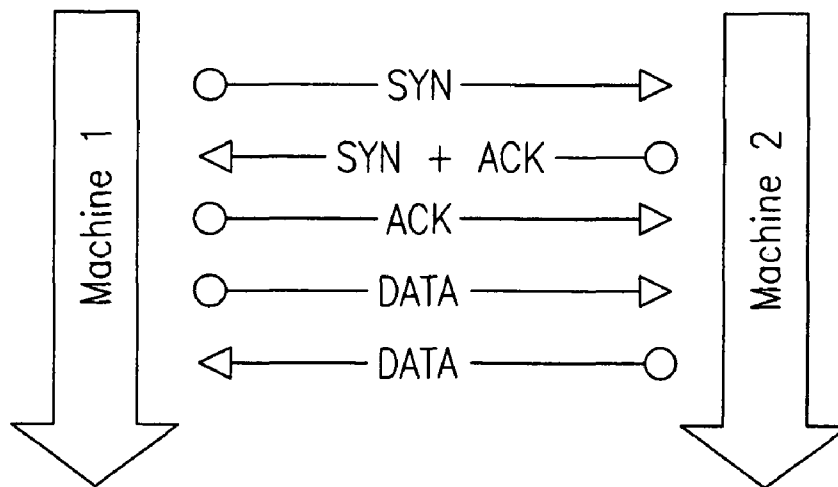 Machine 1
SYN
SYN + ACK
ACK
DATA
DATA
Machine 2